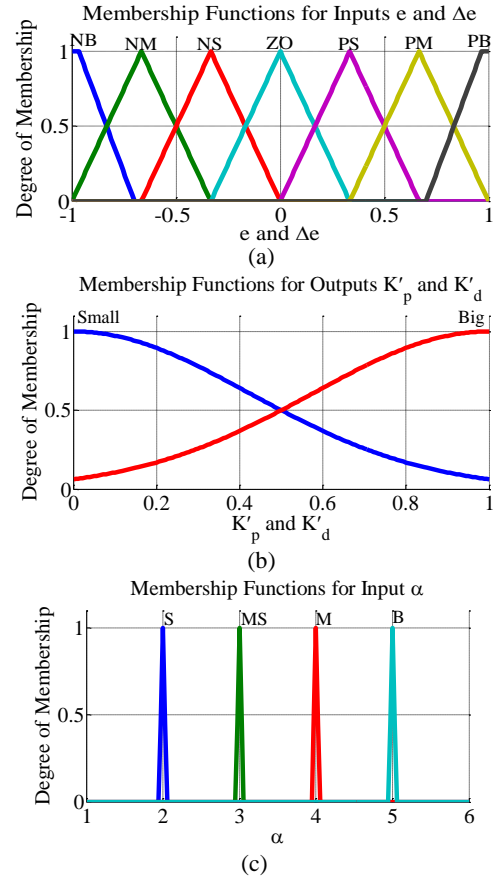 Membership Functions for Inputs e and Δe
NB NM NS ZO PS PM PB
1
0.5
0
Degree of Membership
-1 -0.5 0 0.5 1
e and Δe
(a)
Membership Functions for Outputs K′p and K′d
Small Big
1
0.5
0
Degree of Membership
0 0.2 0.4 0.6 0.8 1
K′p and K′d
(b)
Membership Functions for Input α
S MS M B
1
0.5
0
Degree of Membership
1 2 3 4 5 6
α
(c)